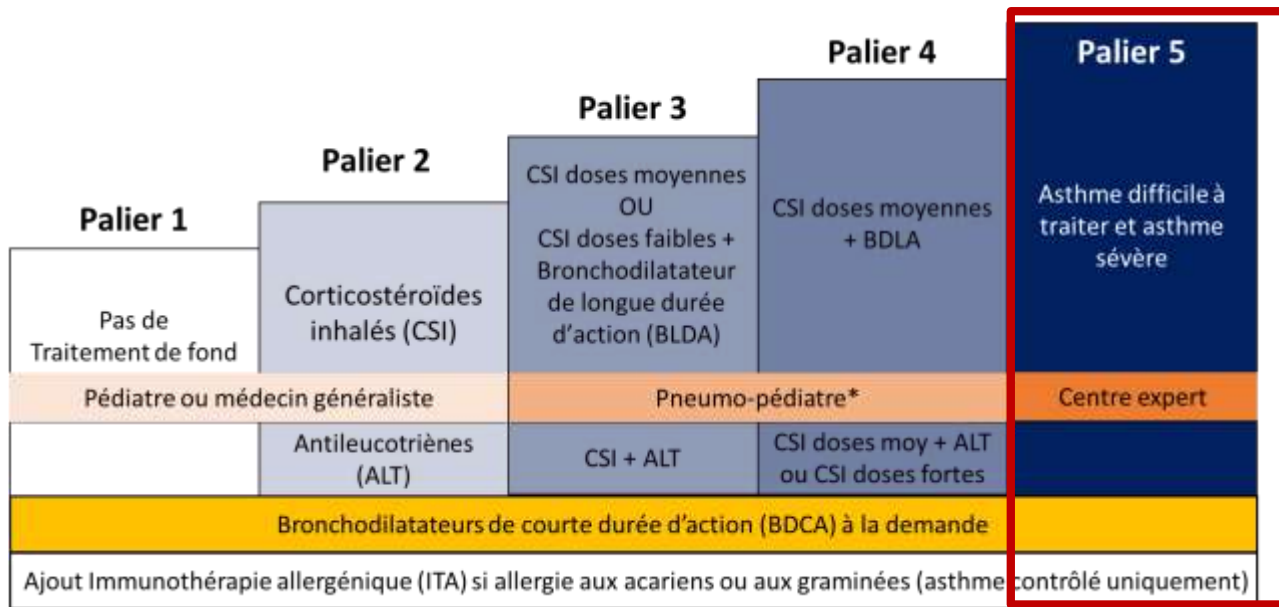 Palier 1
Pas de
Traitement de fond
Palier 2
Corticostéroïdes
inhalés (CSI)
Palier 3
CSI doses moyennes
OU
CSI doses faibles +
Bronchodilatateur
de longue durée
d'action (BLDA)
Palier 4
CSI doses moyennes
+ BDLA
Palier 5
Asthme difficile à
traiter et asthme
sévère
Pédiatre ou médecin généraliste
Pneumo-pédiatre*
Centre expert
Antileucotriènes
(ALT)
CSI + ALT
CSI doses moy + ALT
ou CSI doses fortes
Bronchodilatateurs de courte durée d'action (BDCA) à la demande
Ajout Immunothérapie allergénique (ITA) si allergie aux acariens ou aux graminées (asthme contrôlé uniquement)